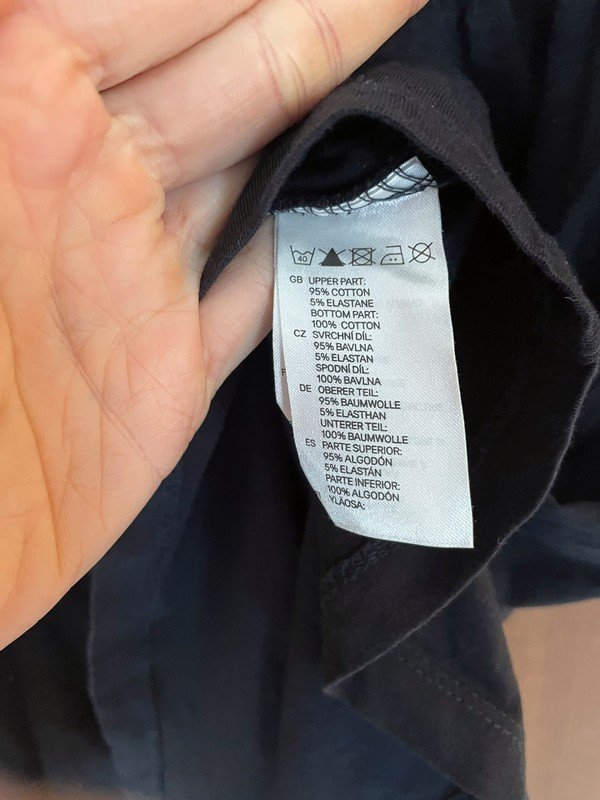 40
GB UPPER PART:
95% COTTON
5% ELASTANE
BOTTOM PART:
100% COTTON
CZ SVRCHNÍ DÍL:
95% BAVLNA
5% ELASTAN
SPODNÍ DÍL:
100% BAVLNA
DE OBERER TEIL:
95% BAUMWOLLE
5% ELASTHAN
UNTERER TEIL:
100% BAUMWOLLE
ES PARTE SUPERIOR:
95% ALGODÓN
5% ELASTÁN
PARTE INFERIOR:
100% ALGODÓN
YLÄOSA: